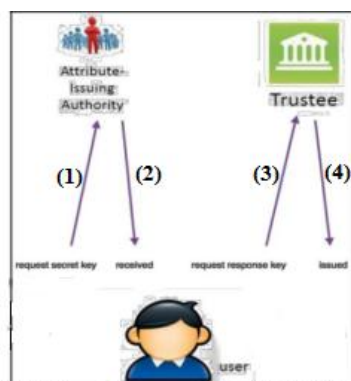 Attribute-
Issuing
Authority
Trustee
(1)
(2)
(3)
(4)
request secret key
received
request response key
issued
user